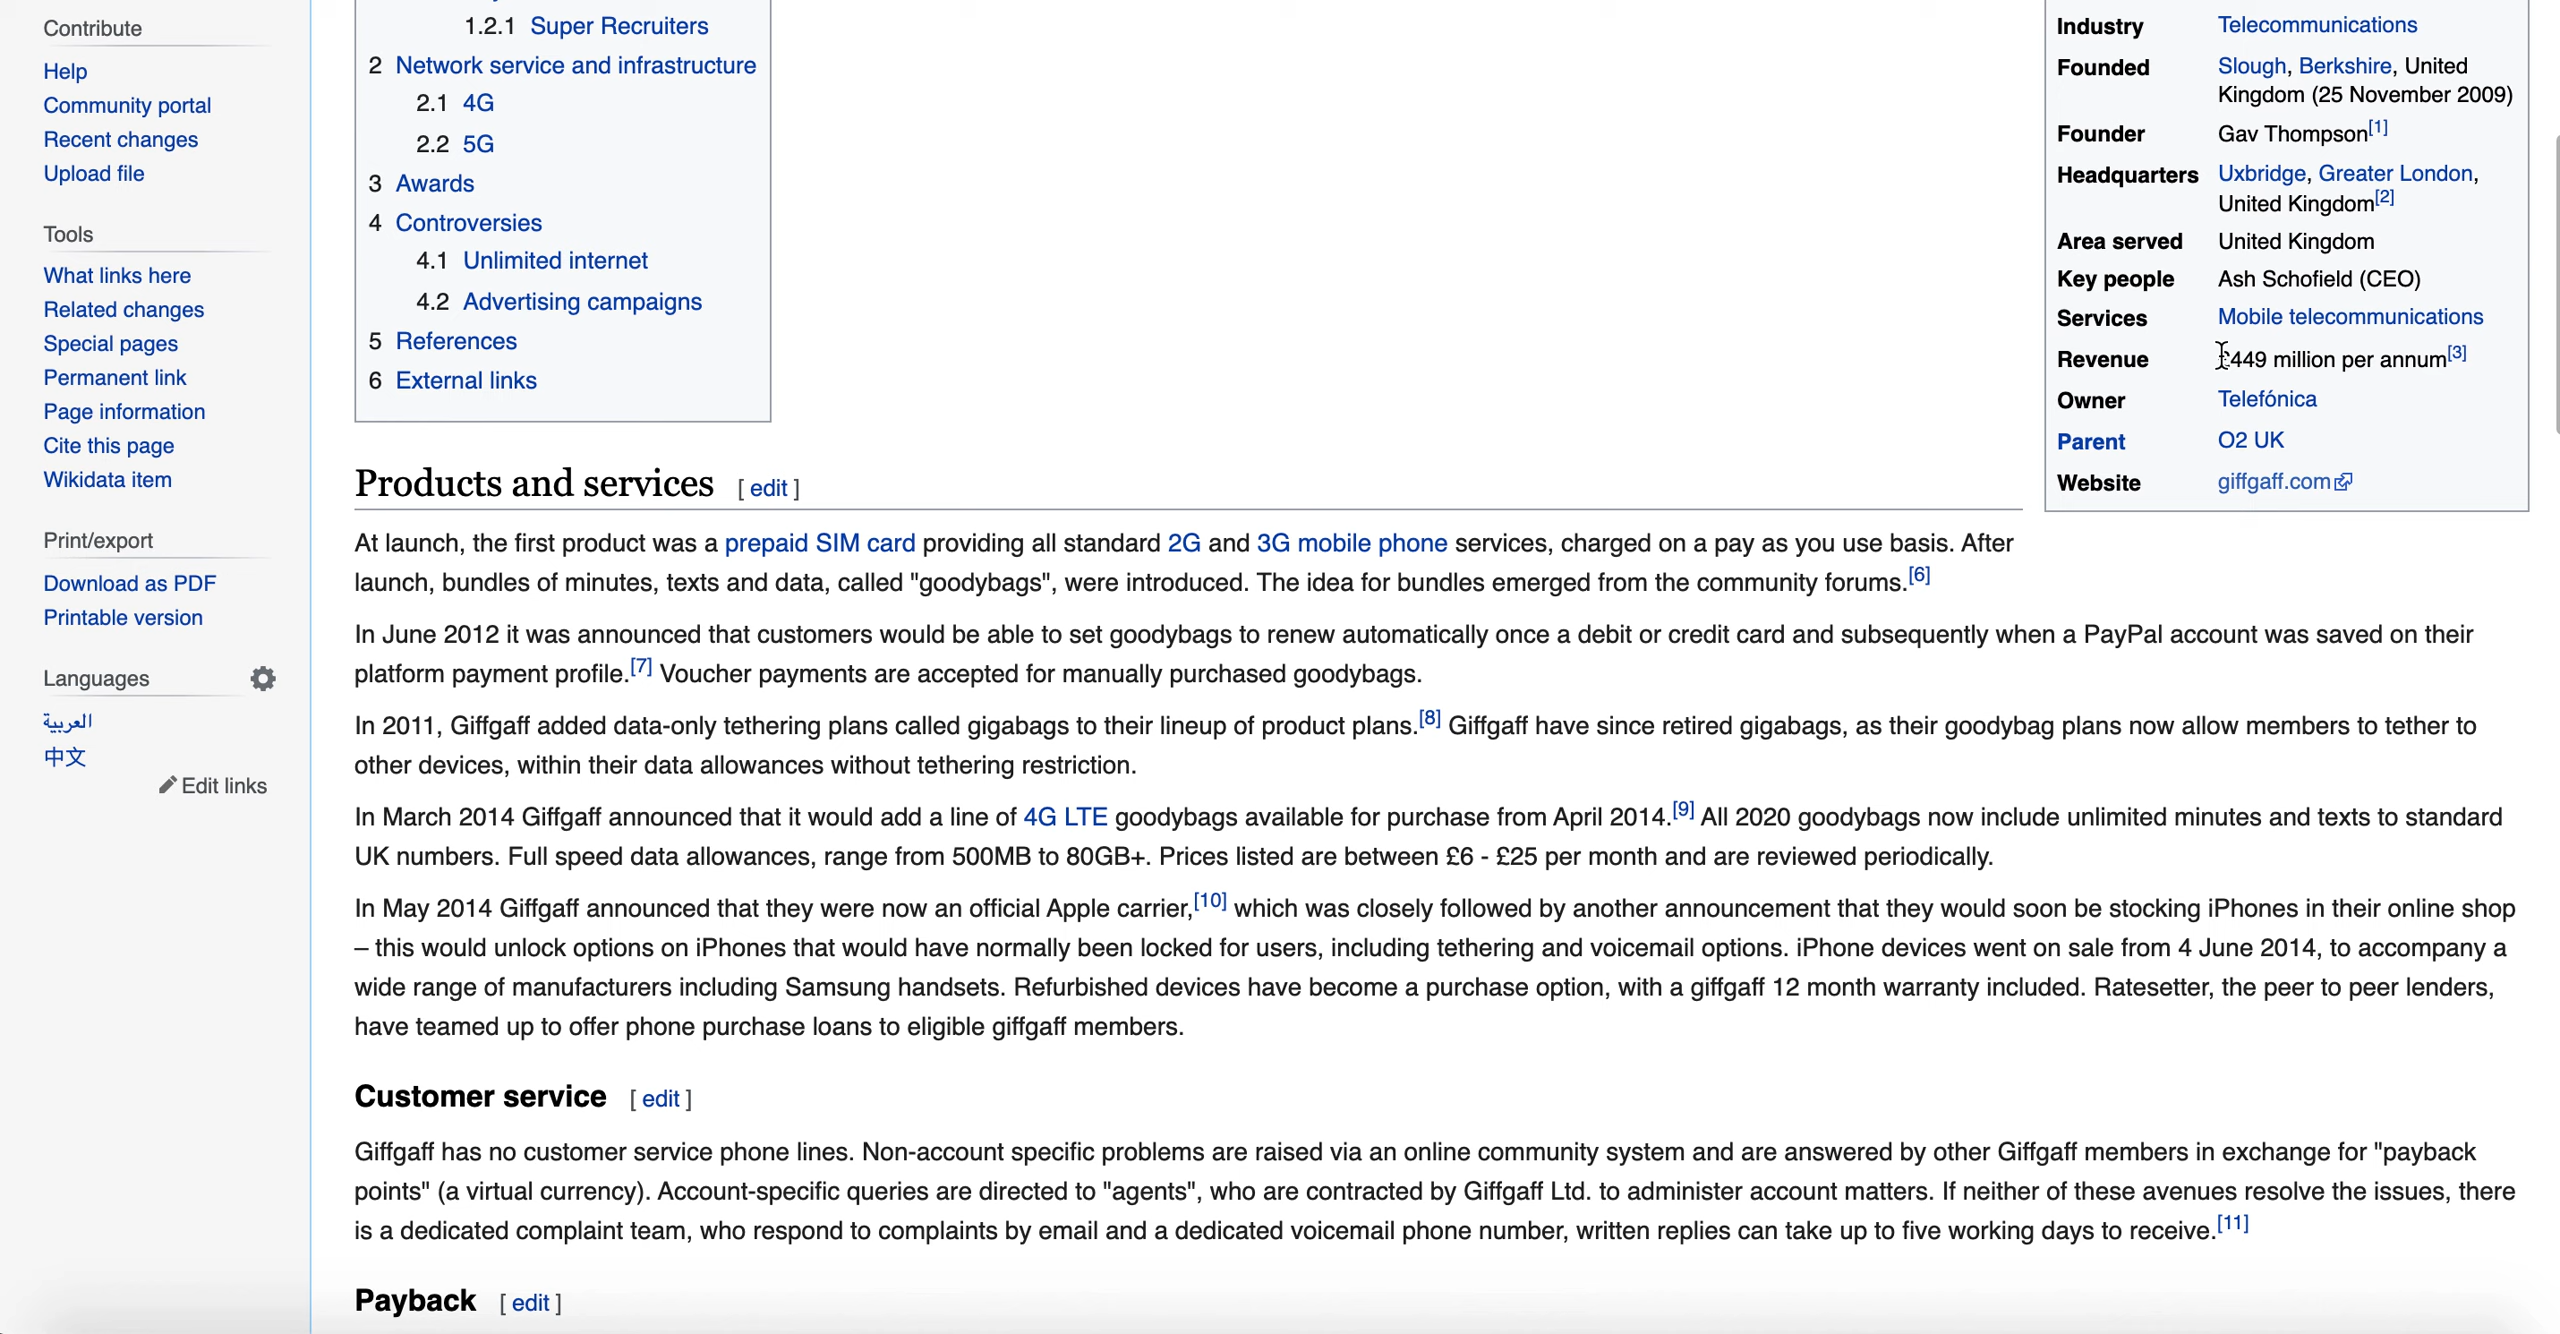 Contribute
Help
Community portal
Recent changes
Upload file
Tools
What links here
Related changes
Special pages
Permanent link
Page information
Cite this page
Wikidata item
Print/export
Download as PDF
Printable version
Languages
العربية
中文
Edit links
1.2.1 Super Recruiters
2 Network service and infrastructure
2.1 4G
2.2 5G
3 Awards
4 Controversies
4.1 Unlimited internet
4.2 Advertising campaigns
5 References
6 External links
Industry Telecommunications
Founded Slough, Berkshire, United
Kingdom (25 November 2009)
Founder Gav Thompson[1]
Headquarters Uxbridge, Greater London,
United Kingdom[2]
Area served United Kingdom
Key people Ash Schofield (CEO)
Services Mobile telecommunications
Revenue £449 million per annum[3]
Owner Telefónica
Parent O2 UK
Website giffgaff.com
Products and services [ edit ]
At launch, the first product was a prepaid SIM card providing all standard 2G and 3G mobile phone services, charged on a pay as you use basis. After
launch, bundles of minutes, texts and data, called "goodybags", were introduced. The idea for bundles emerged from the community forums.[6]
In June 2012 it was announced that customers would be able to set goodybags to renew automatically once a debit or credit card and subsequently when a PayPal account was saved on their
platform payment profile.[7] Voucher payments are accepted for manually purchased goodybags.
In 2011, Giffgaff added data-only tethering plans called gigabags to their lineup of product plans.[8] Giffgaff have since retired gigabags, as their goodybag plans now allow members to tether to
other devices, within their data allowances without tethering restriction.
In March 2014 Giffgaff announced that it would add a line of 4G LTE goodybags available for purchase from April 2014.[9] All 2020 goodybags now include unlimited minutes and texts to standard
UK numbers. Full speed data allowances, range from 500MB to 80GB+. Prices listed are between £6 - £25 per month and are reviewed periodically.
In May 2014 Giffgaff announced that they were now an official Apple carrier,[10] which was closely followed by another announcement that they would soon be stocking iPhones in their online shop
– this would unlock options on iPhones that would have normally been locked for users, including tethering and voicemail options. iPhone devices went on sale from 4 June 2014, to accompany a
wide range of manufacturers including Samsung handsets. Refurbished devices have become a purchase option, with a giffgaff 12 month warranty included. Ratesetter, the peer to peer lenders,
have teamed up to offer phone purchase loans to eligible giffgaff members.
Customer service [ edit ]
Giffgaff has no customer service phone lines. Non-account specific problems are raised via an online community system and are answered by other Giffgaff members in exchange for "payback
points" (a virtual currency). Account-specific queries are directed to "agents", who are contracted by Giffgaff Ltd. to administer account matters. If neither of these avenues resolve the issues, there
is a dedicated complaint team, who respond to complaints by email and a dedicated voicemail phone number, written replies can take up to five working days to receive.[11]
Payback [ edit ]